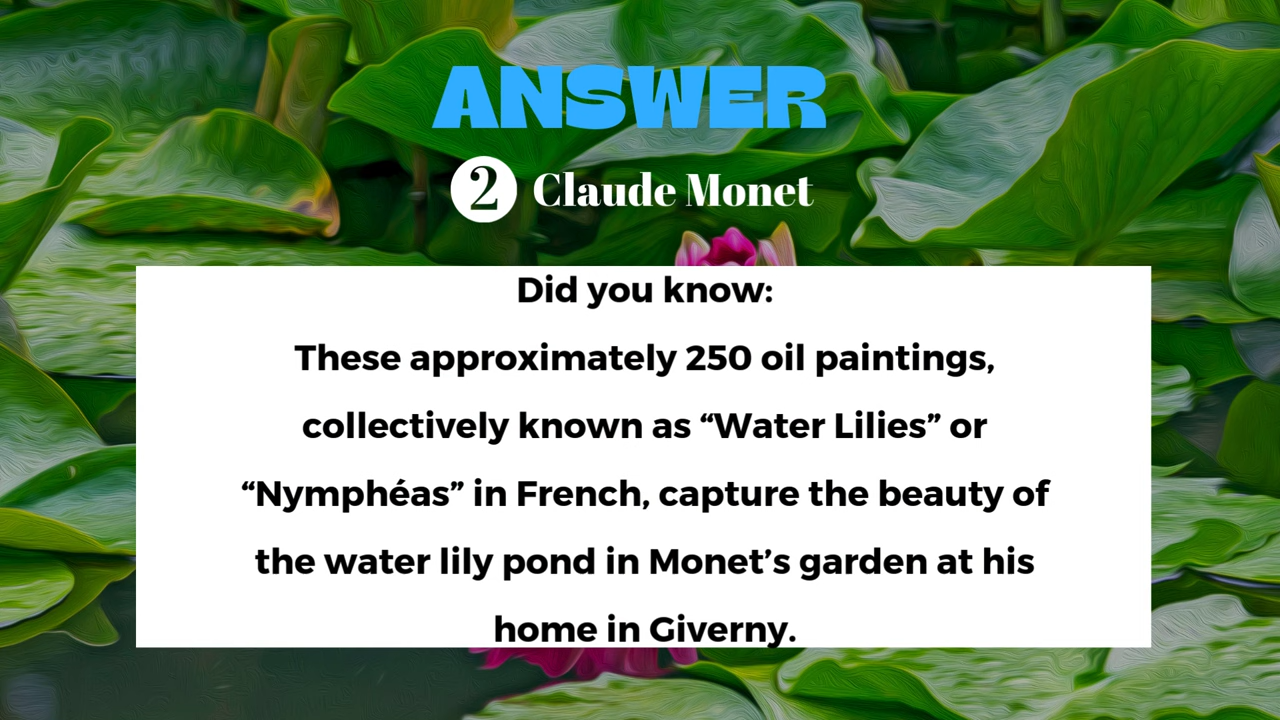 ANSWER
2 Claude Monet
Did you know:
These approximately 250 oil paintings,
collectively known as “Water Lilies” or
“Nymphéas” in French, capture the beauty of
the water lily pond in Monet’s garden at his
home in Giverny.